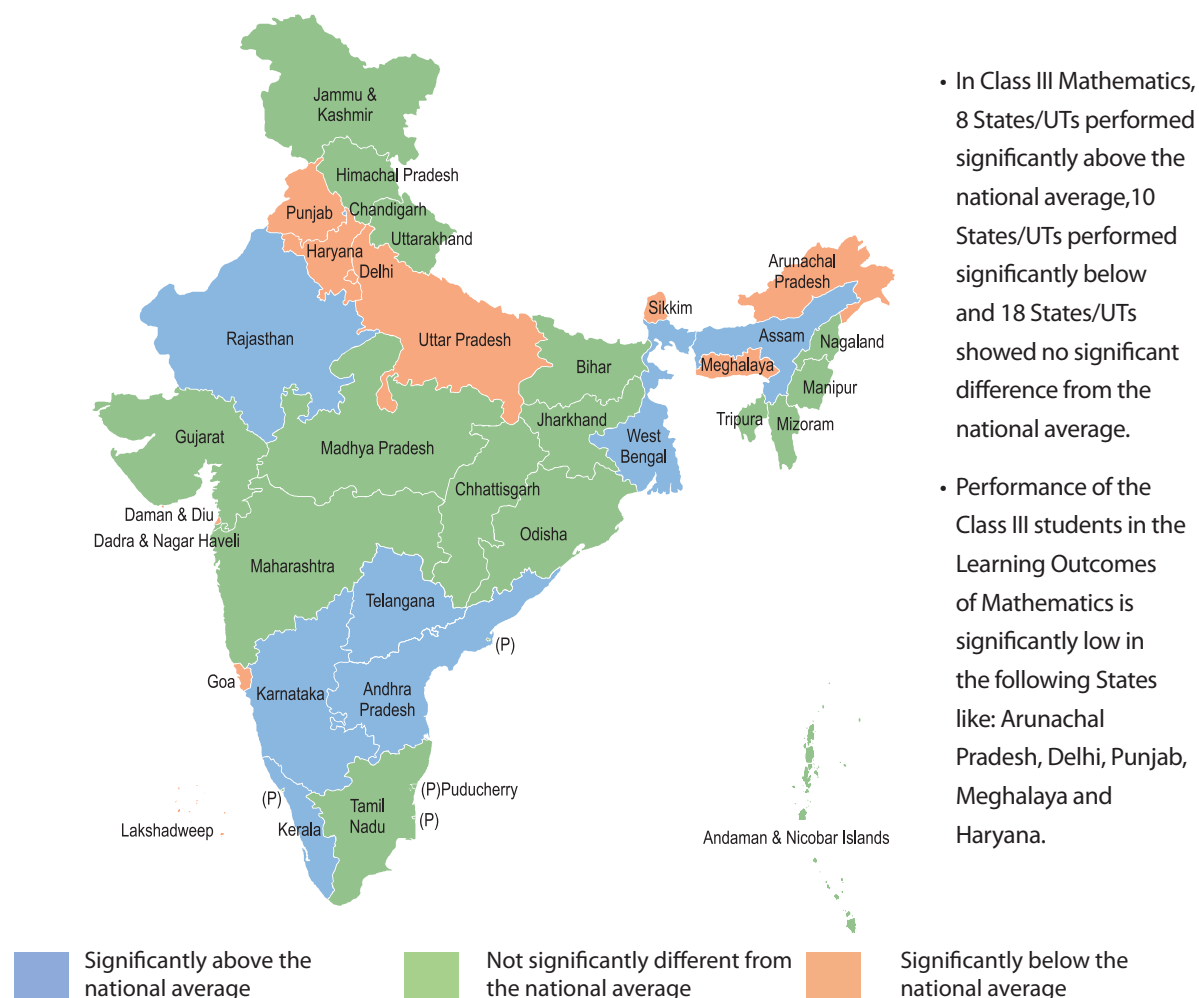 Jammu &
Kashmir
Himachal Pradesh
Punjab
Chandigarh
Uttarakhand
Haryana
Delhi
Arunachal
Pradesh
Sikkim
Rajasthan
Uttar Pradesh
Assam
Nagaland
Bihar
Meghalaya
Manipur
Jharkhand
Tripura
Mizoram
Gujarat
Madhya Pradesh
West
Bengal
Chhattisgarh
Daman & Diu
Dadra & Nagar Haveli
Odisha
Maharashtra
Telangana
(P)
Goa
Karnataka
Andhra
Pradesh
(P)
(P)Puducherry
Tamil
Nadu
(P)
Lakshadweep
Kerala
Andaman & Nicobar Islands
• In Class III Mathematics,
8 States/UTs performed
significantly above the
national average,10
States/UTs performed
significantly below
and 18 States/UTs
showed no significant
difference from the
national average.
• Performance of the
Class III students in the
Learning Outcomes
of Mathematics is
significantly low in
the following States
like: Arunachal
Pradesh, Delhi, Punjab,
Meghalaya and
Haryana.
Significantly above the
national average
Not significantly different from
the national average
Significantly below the
national average